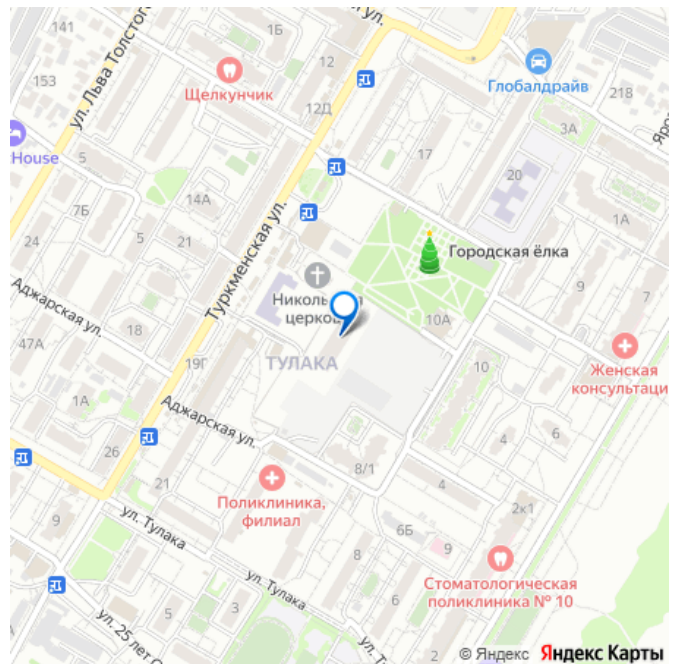 141
1Б
ул.
153
ул. Льва Толстого
Щелкунчик
12
Глобалдрайв
218
12Д
3А
House
5
17
20
14А
7Б
1А
24
5
21
Туркменская ул.
Городская ёлка
9
7
Аджарская ул.
Никольская
церковь
10А
18
47А
19Г
ТУЛАКА
10
Женская
консультаци
1А
Аджарская ул.
4
6
26
21
8/1
4
Поликлиника,
филиал
2к1
9
ул. Тулака
6Б
9
8
ул. Тулака
Стоматологическая
поликлиника № 10
5
3
ул. 25 лет О
ул. Т
© Яндекс Яндекс Карты